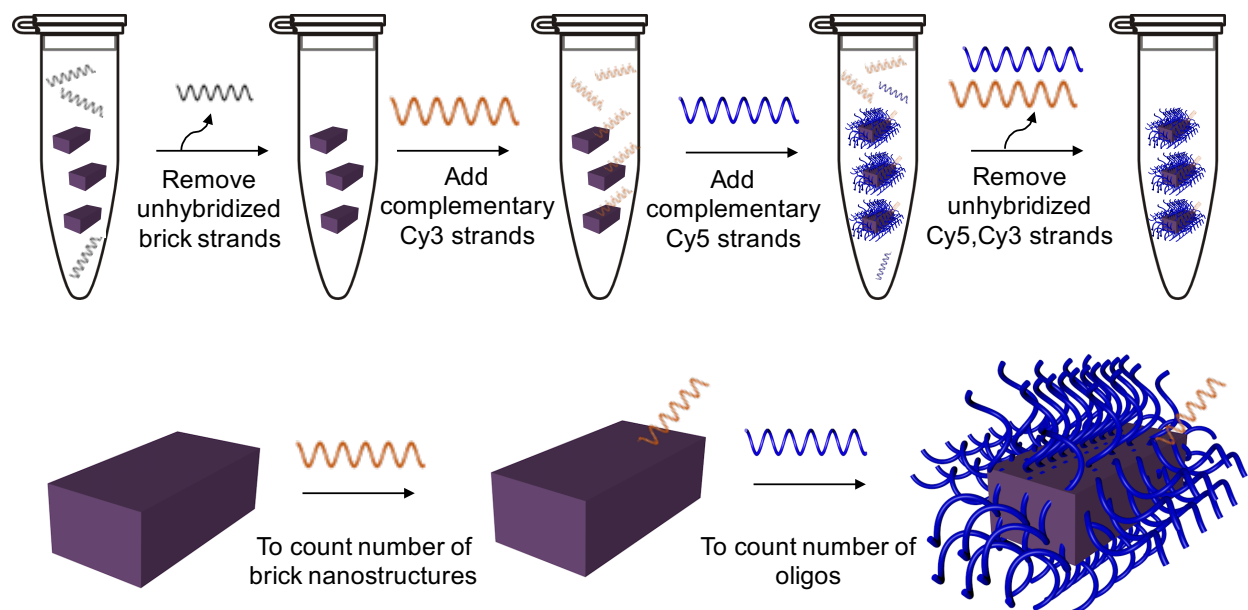 Remove
unhybridized
brick strands
Add
complementary
Cy3 strands
Add
complementary
Cy5 strands
Remove
unhybridized
Cy5,Cy3 strands
To count number of
brick nanostructures
To count number of
oligos